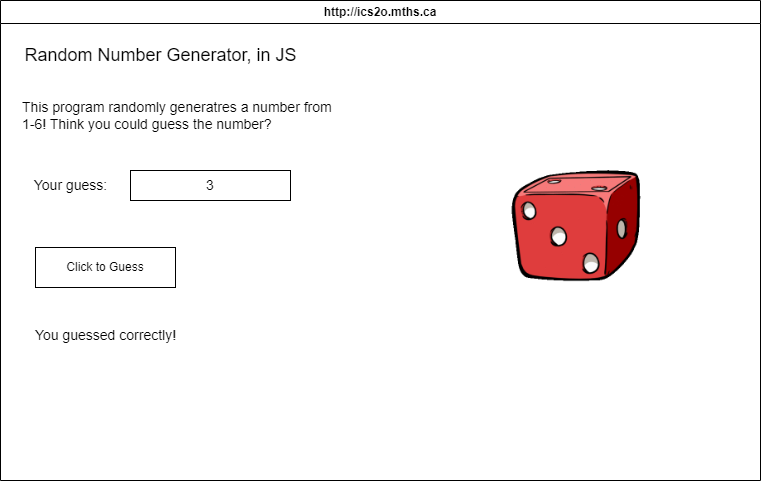 http://ics2o.mths.ca
Random Number Generator, in JS
This program randomly generatres a number from
1-6! Think you could guess the number?
Your guess:
3
Click to Guess
You guessed correctly!